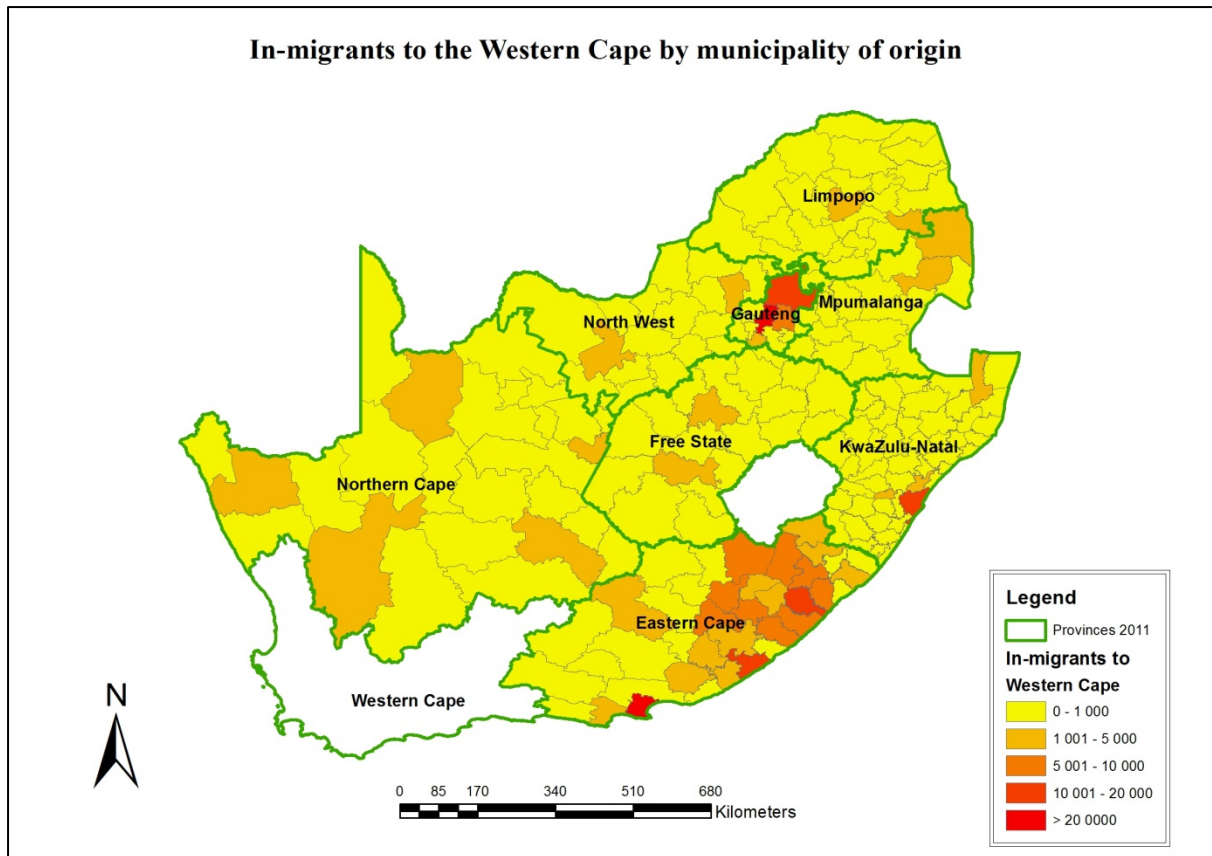 In-migrants to the Western Cape by municipality of origin
Limpopo
Mpumalanga
Gauteng
North West
Free State
KwaZulu-Natal
Northern Cape
Eastern Cape
Western Cape
N
0 85 170 340 510 680
Kilometers
Legend
Provinces 2011
In-migrants to
Western Cape
0 - 1 000
1 001 - 5 000
5 001 - 10 000
10 001 - 20 000
> 20 0000